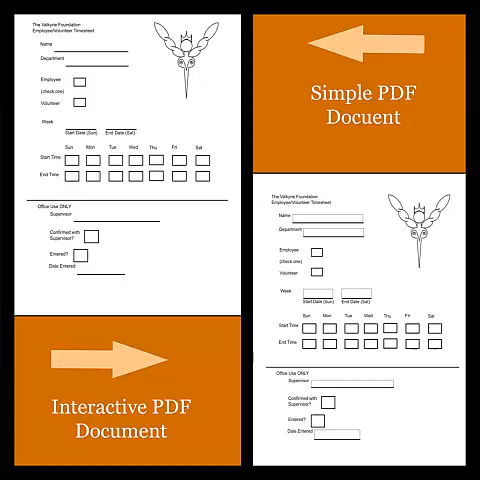 The Valkyrie Foundation
Employee/Volunteer Timesheet
Name
Department
Employee
(check one)
Volunteer
Week
Start Date (Sun) End Date (Sat)
Sun Mon Tue Wed Thu Fri Sat
Start Time
End Time
Office Use ONLY
Supervisor
Confirmed with
Supervisor?
Entered?
Date Entered
Interactive PDF
Document
Simple PDF
Docuent
The Valkyrie Foundation
Employee/Volunteer Timesheet
Name
Department
Employee
(check one)
Volunteer
Week
Start Date (Sun) End Date (Sat)
Sun Mon Tue Wed Thu Fri Sat
Start Time
End Time
Office Use ONLY
Supervisor
Confirmed with
Supervisor?
Entered?
Date Entered